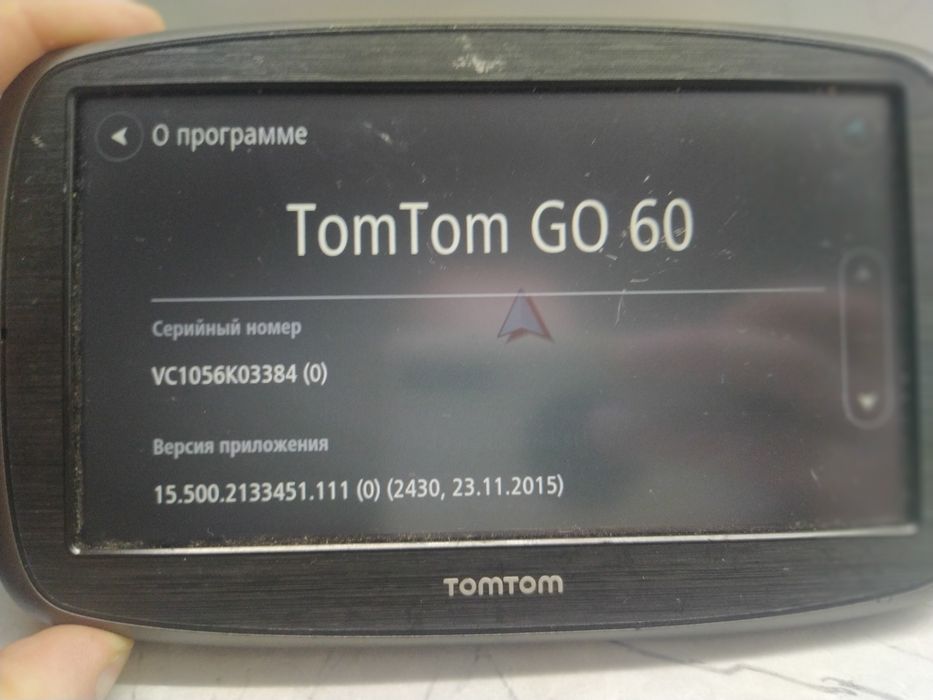 О программе
TomTom GO 60
Серийный номер
VC1056K03384 (0)
Версия приложения
15.500.2133451.111 (0) (2430, 23.11.2015)
TOMTOM